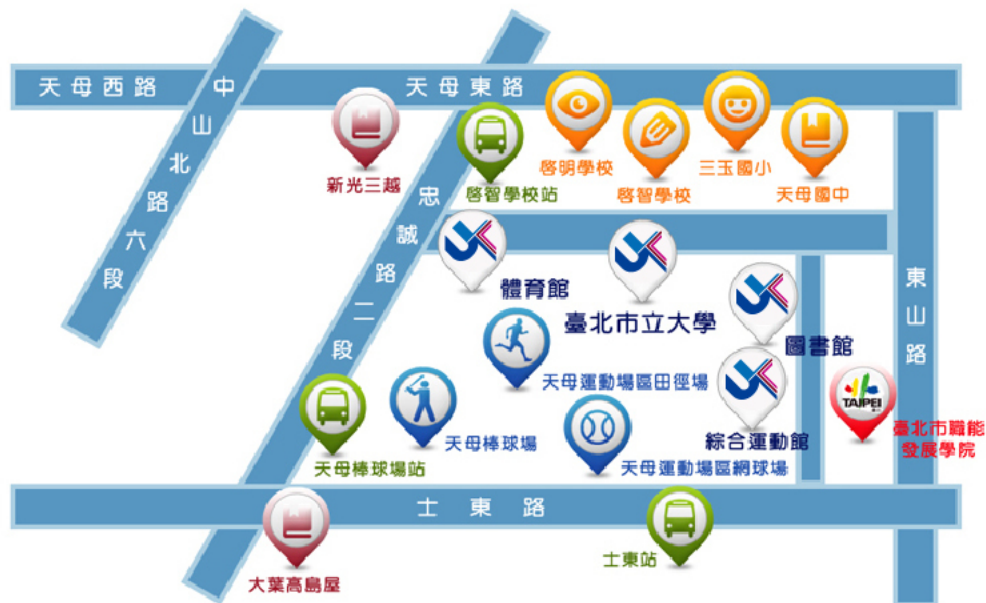 天母西路
中山北路六段
天母東路
新光三越
啓智學校站
啓明學校
啓智學校
三玉國小
天母國中
忠誠路二段
體育館
臺北市立大學
圖書館
東山路
天母運動場區田徑場
TAIPEI
臺北市職能
發展學院
天母棒球場站
天母棒球場
天母運動場區網球場
綜合運動館
士東路
大葉高島屋
士東站